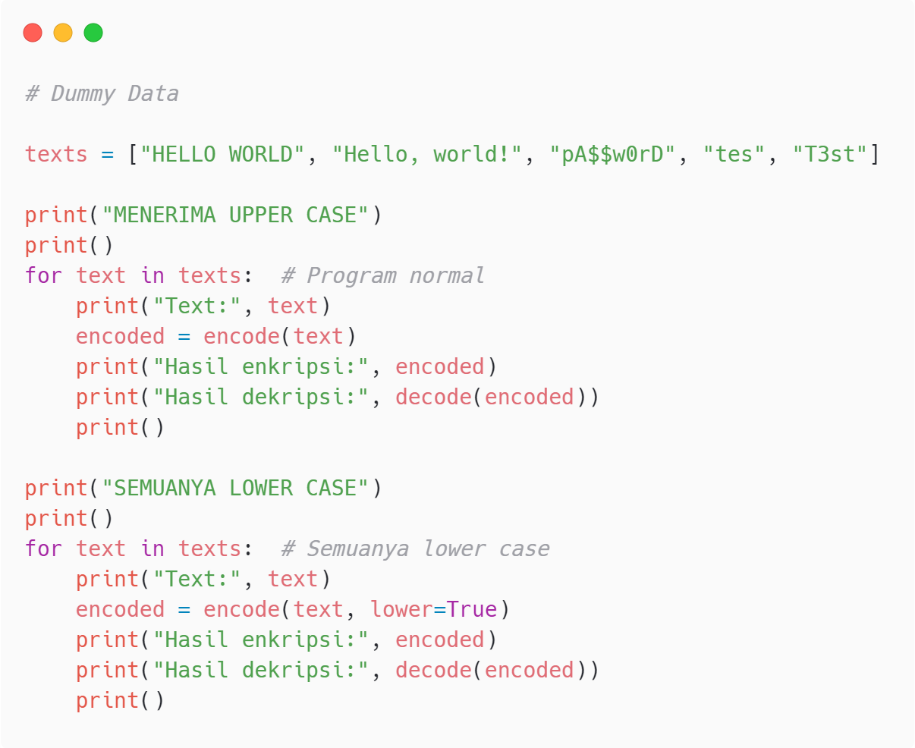 # Dummy Data
texts = ["HELLO WORLD", "Hello, world!", "pA$$w0rD", "tes", "T3st"]
print("MENERIMA UPPER CASE")
print()
for text in texts:  # Program normal
    print("Text:", text)
    encoded = encode(text)
    print("Hasil enkripsi:", encoded)
    print("Hasil dekripsi:", decode(encoded))
    print()
print("SEMUANYA LOWER CASE")
print()
for text in texts:  # Semuanya lower case
    print("Text:", text)
    encoded = encode(text, lower=True)
    print("Hasil enkripsi:", encoded)
    print("Hasil dekripsi:", decode(encoded))
    print()